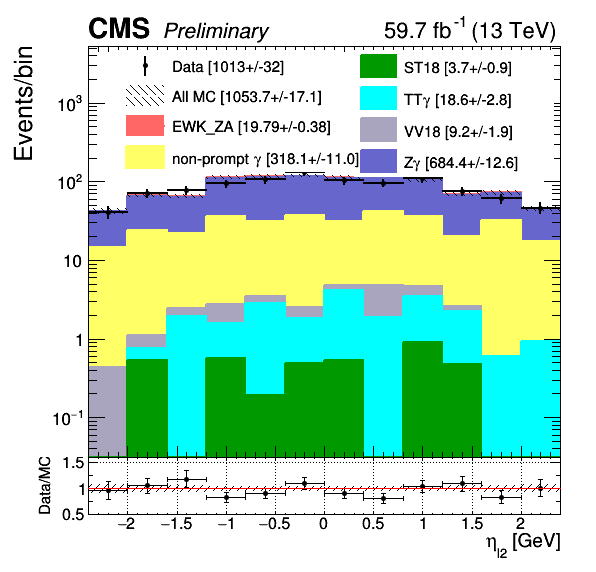 CMS Preliminary 59.7 fb⁻¹ (13 TeV)
Events/bin
Data [1013+/-32]
All MC [1053.7+/-17.1]
EWK_ZA [19.79+/-0.38]
non-prompt γ [318.1+/-11.0]
ST18 [3.7+/-0.9]
TTγ [18.6+/-2.8]
VV18 [9.2+/-1.9]
Zγ [684.4+/-12.6]
10³
10²
10
1
10⁻¹
Data/MC
1.5
1
0.5
−2 −1.5 −1 −0.5 0 0.5 1 1.5 2
η_l2 [GeV]